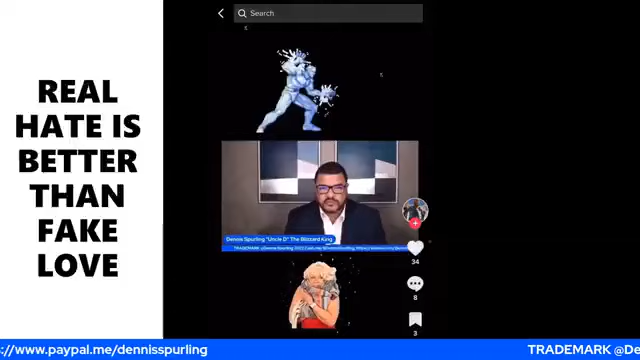 Search
REAL
HATE IS
BETTER
THAN
FAKE
LOVE
Dennis Spurling "Uncle D" The Blizzard King
34
8
3
://www.paypal.me/dennisspurling
TRADEMARK @De